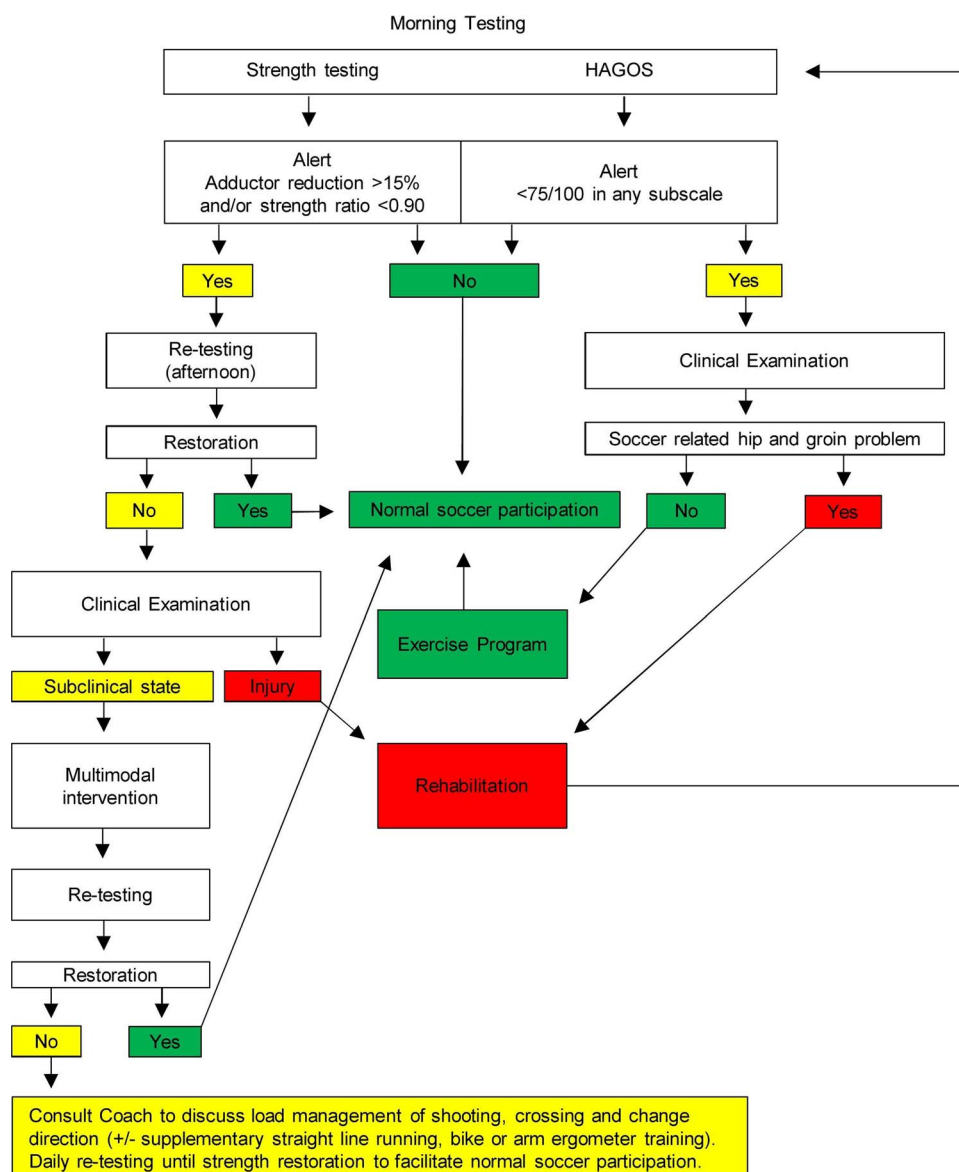 Morning Testing
Strength testing
HAGOS
Alert
Adductor reduction >15%
and/or strength ratio <0.90
Alert
<75/100 in any subscale
Yes
No
Yes
Re-testing
(afternoon)
Clinical Examination
Restoration
Soccer related hip and groin problem
No
Yes
Normal soccer participation
No
Yes
Clinical Examination
Exercise Program
Subclinical state
Injury
Multimodal
intervention
Rehabilitation
Re-testing
Restoration
No
Yes
Consult Coach to discuss load management of shooting, crossing and change
direction (+/- supplementary straight line running, bike or arm ergometer training).
Daily re-testing until strength restoration to facilitate normal soccer participation.